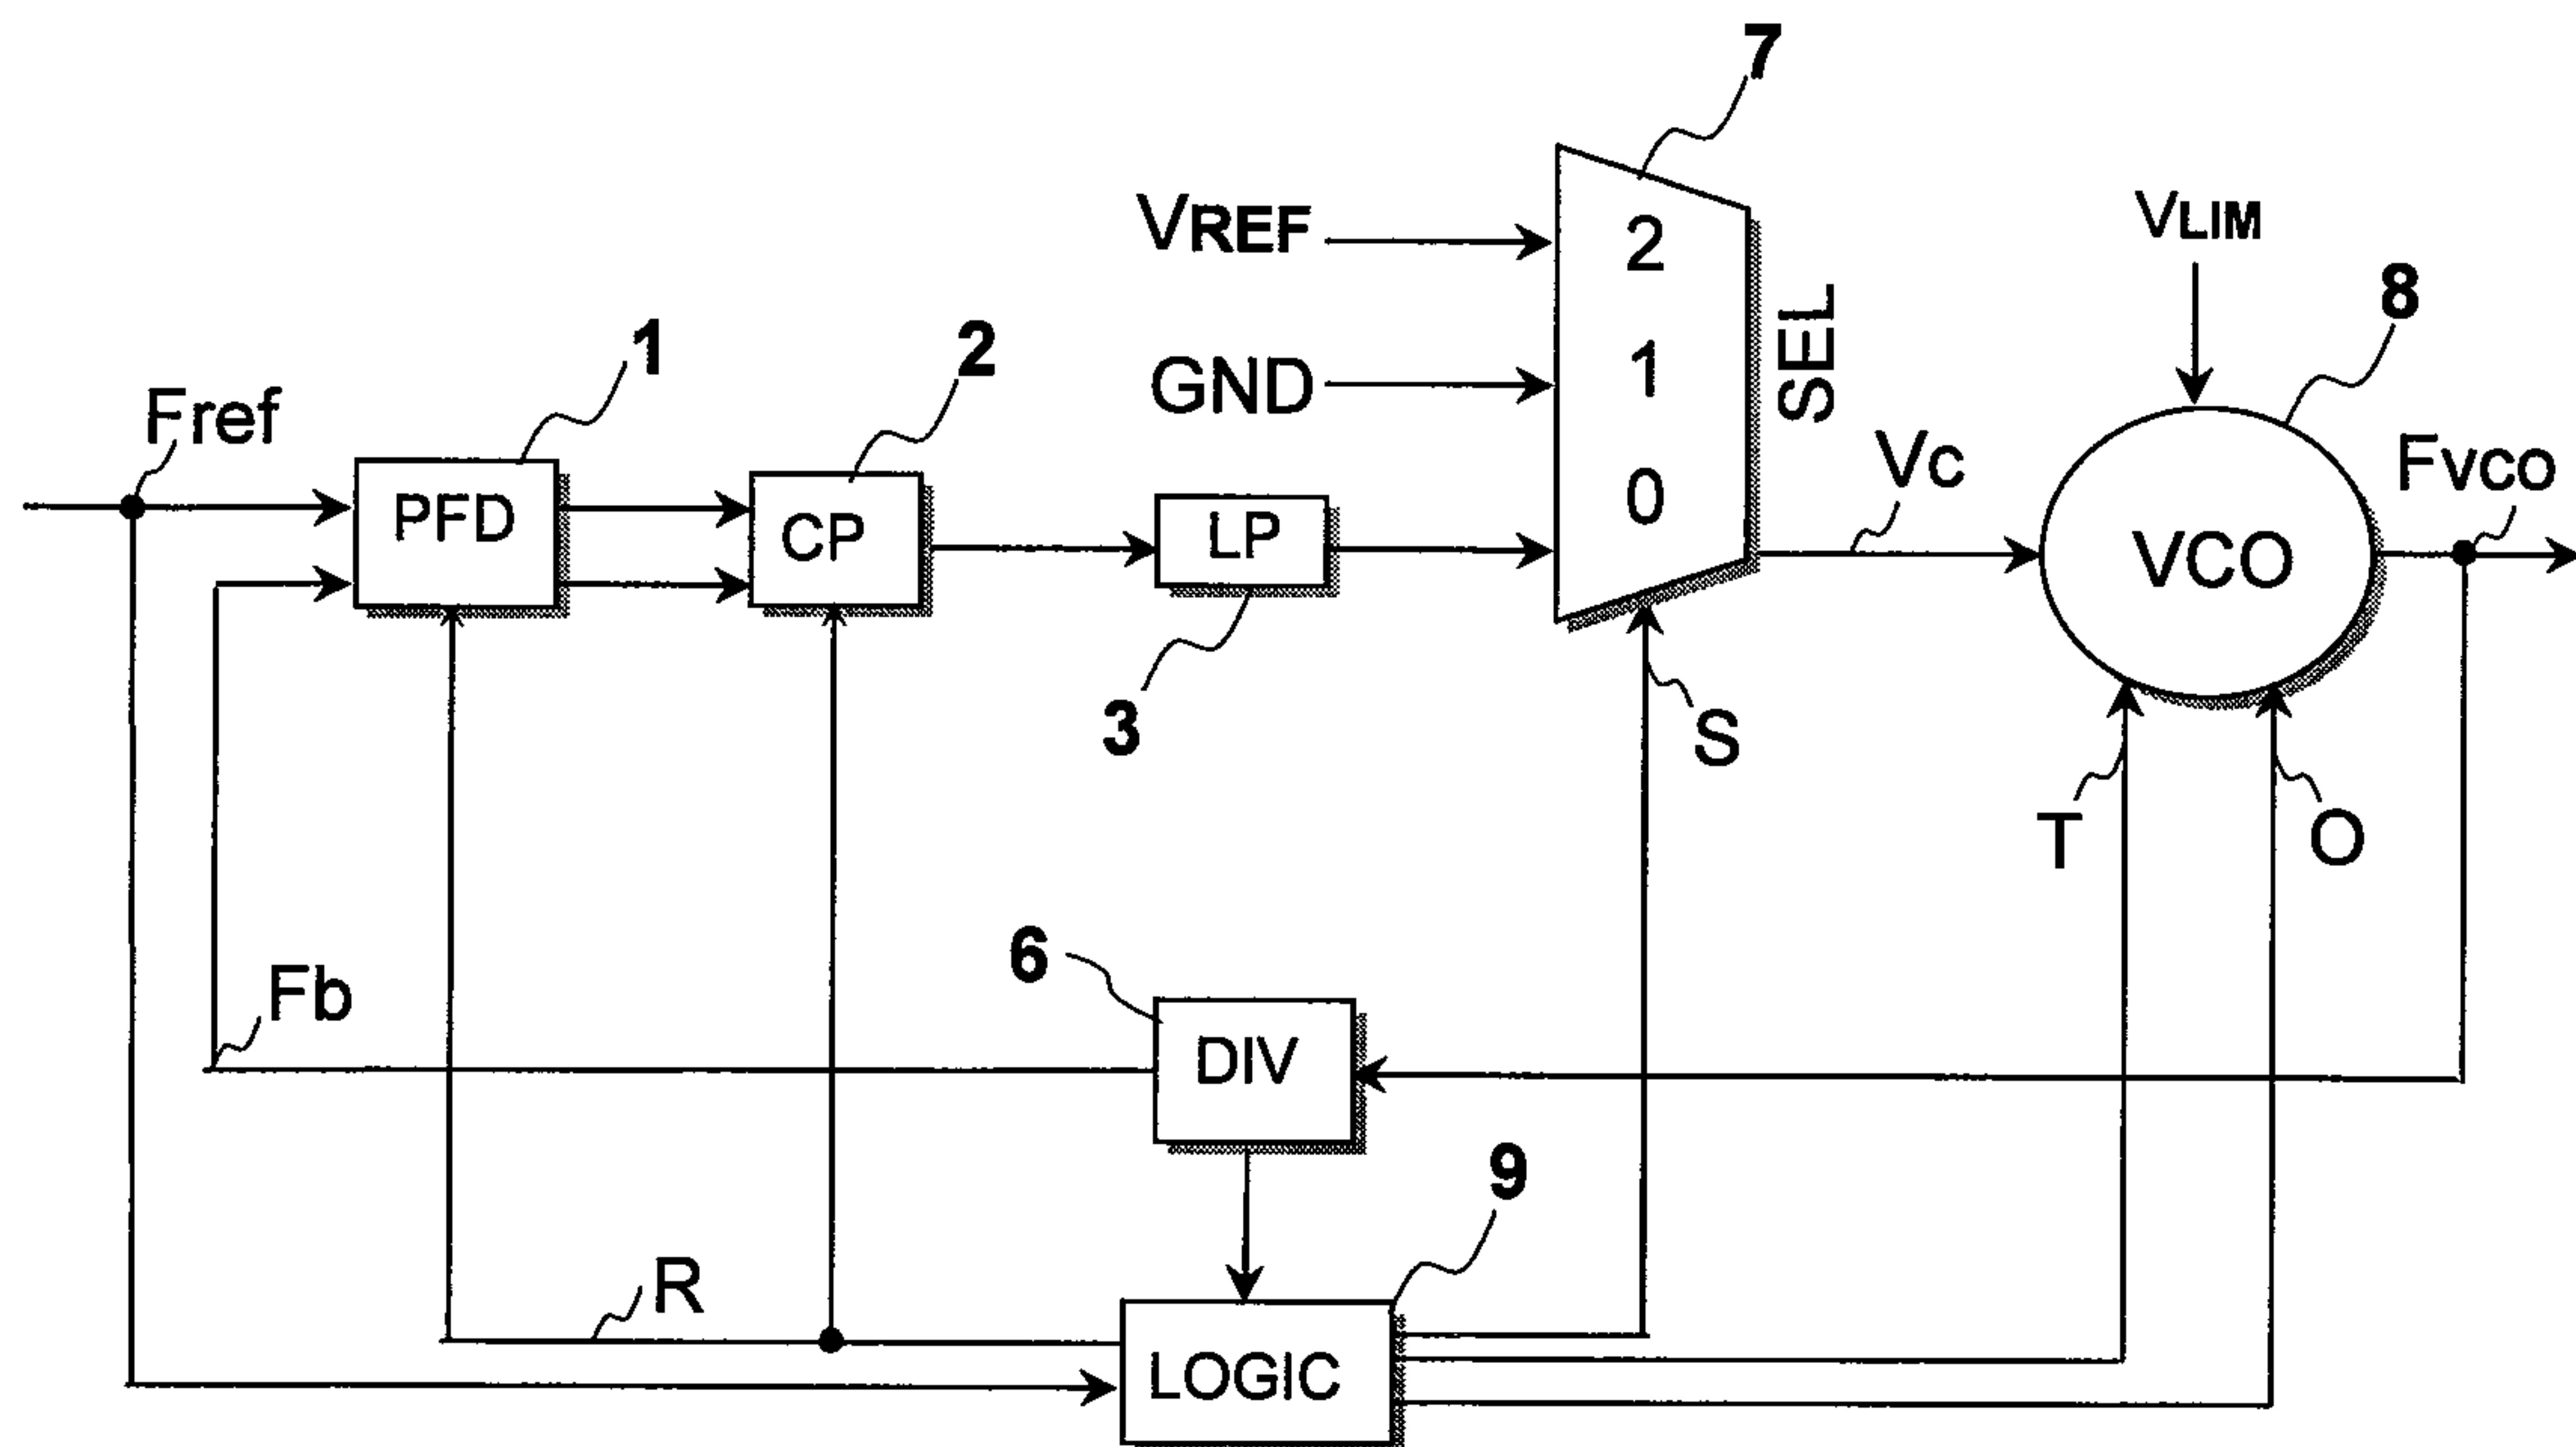 7
VREF
2
VLIM
8
1
2
GND
1
SEL
Fref
Vc
Fvco
PFD
CP
LP
0
VCO
3
S
T
O
6
Fb
DIV
9
R
LOGIC